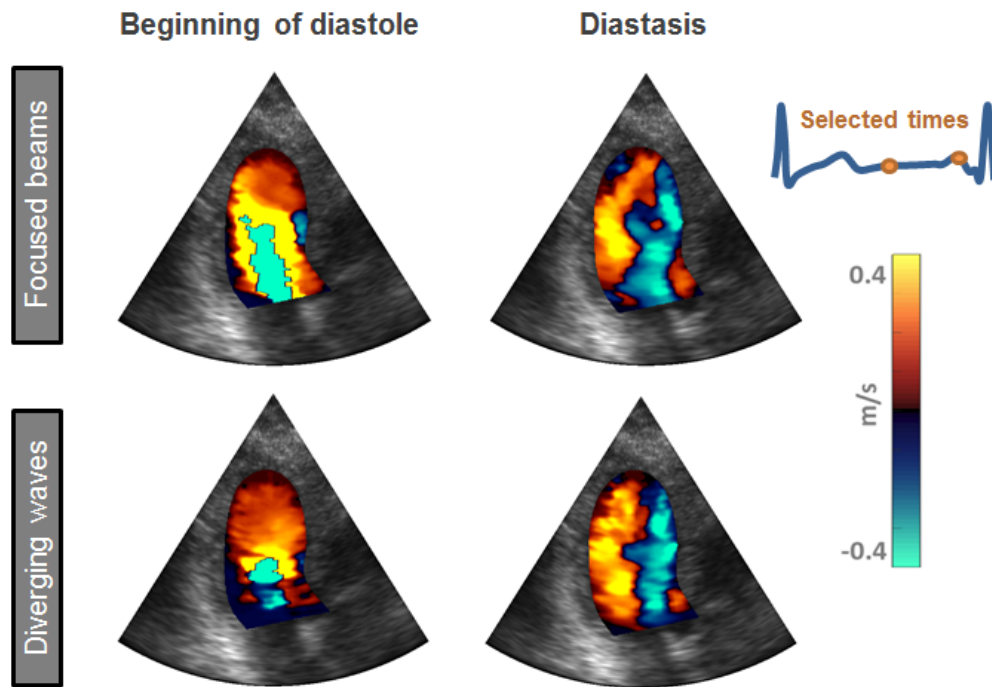 Beginning of diastole
Diastasis
Focused beams
Selected times
0.4
m/s
-0.4
Diverging waves